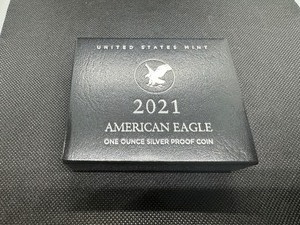 UNITED STATES MINT
2021
AMERICAN EAGLE
ONE OUNCE SILVER PROOF COIN